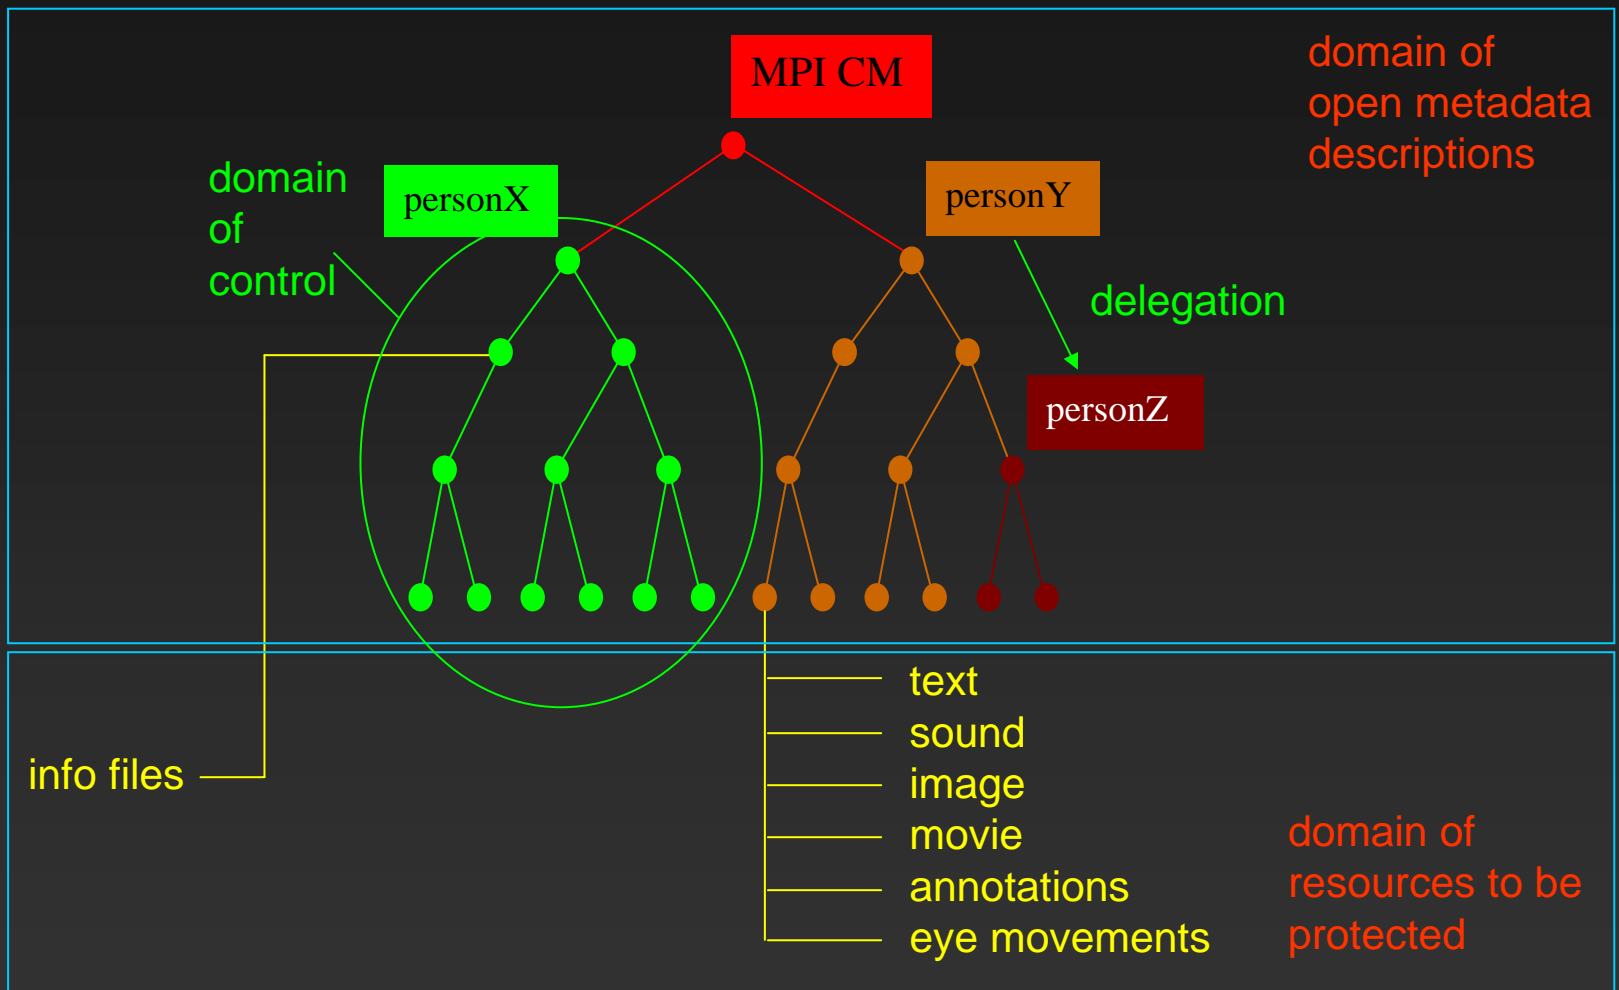 MPI CM
domain of
open metadata
descriptions
domain
of
control
personX
personY
delegation
personZ
info files
text
sound
image
movie
annotations
eye movements
domain of
resources to be
protected